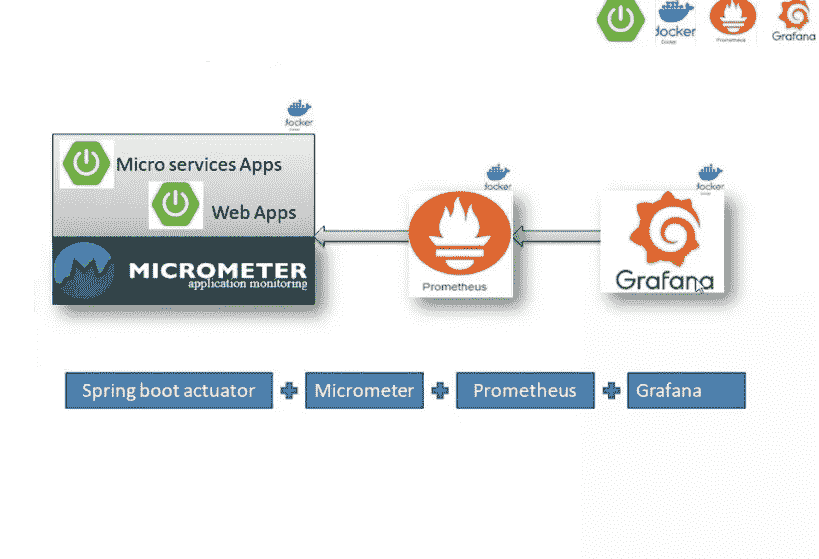 docker
Prometheus
Grafana
docker
Micro services Apps
Web Apps
MICROMETER
application monitoring
docker
Prometheus
docker
Grafana
Spring boot actuator
Micrometer
Prometheus
Grafana